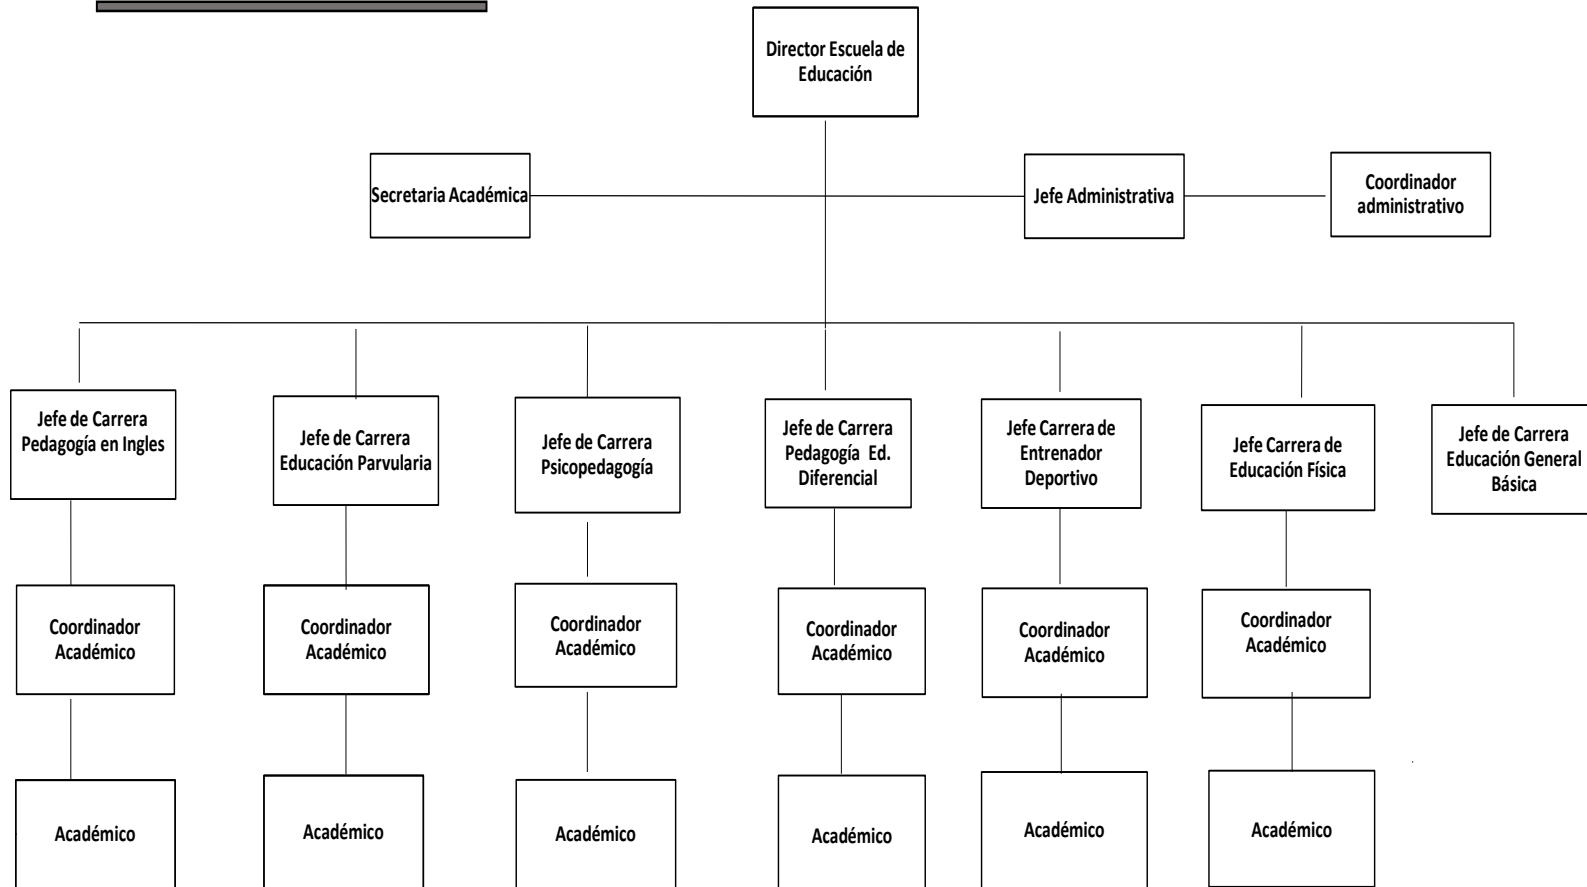 Director Escuela de
Educación
Secretaria Académica
Jefe Administrativa
Coordinador
administrativo
Jefe de Carrera
Pedagogía en Ingles
Jefe de Carrera
Educación Parvularia
Jefe de Carrera
Psicopedagogía
Jefe de Carrera
Pedagogía Ed.
Diferencial
Jefe Carrera de
Entrenador
Deportivo
Jefe Carrera de
Educación Física
Jefe de Carrera
Educación General
Básica
Coordinador
Académico
Coordinador
Académico
Coordinador
Académico
Coordinador
Académico
Coordinador
Académico
Coordinador
Académico
Académico
Académico
Académico
Académico
Académico
Académico